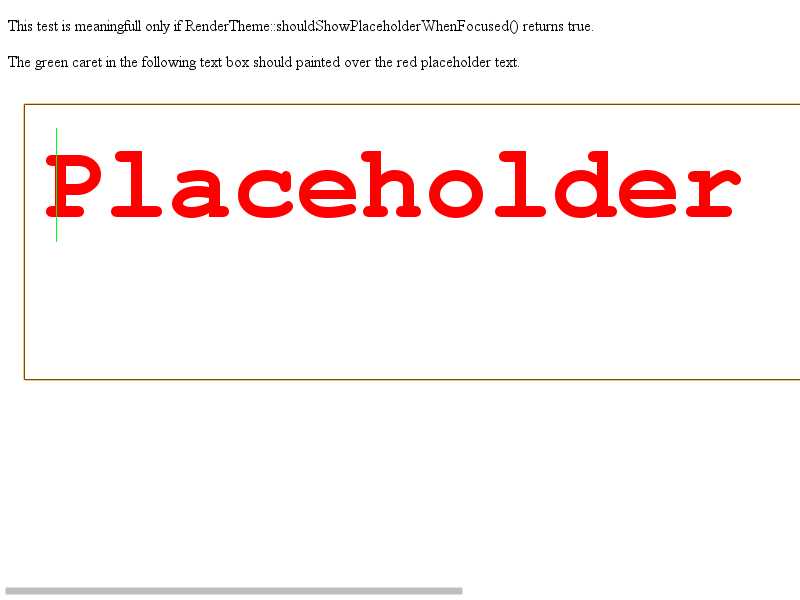 This test is meaningfull only if RenderTheme::shouldShowPlaceholderWhenFocused() returns true.
The green caret in the following text box should painted over the red placeholder text.
Placeholder